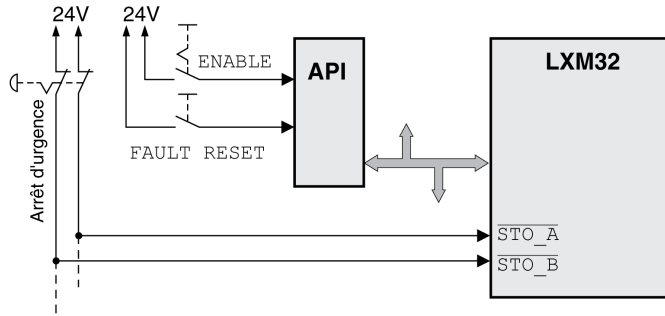 24V
24V
ENABLE
FAULT RESET
Arrêt d'urgence
API
LXM32
STO_A
STO_B